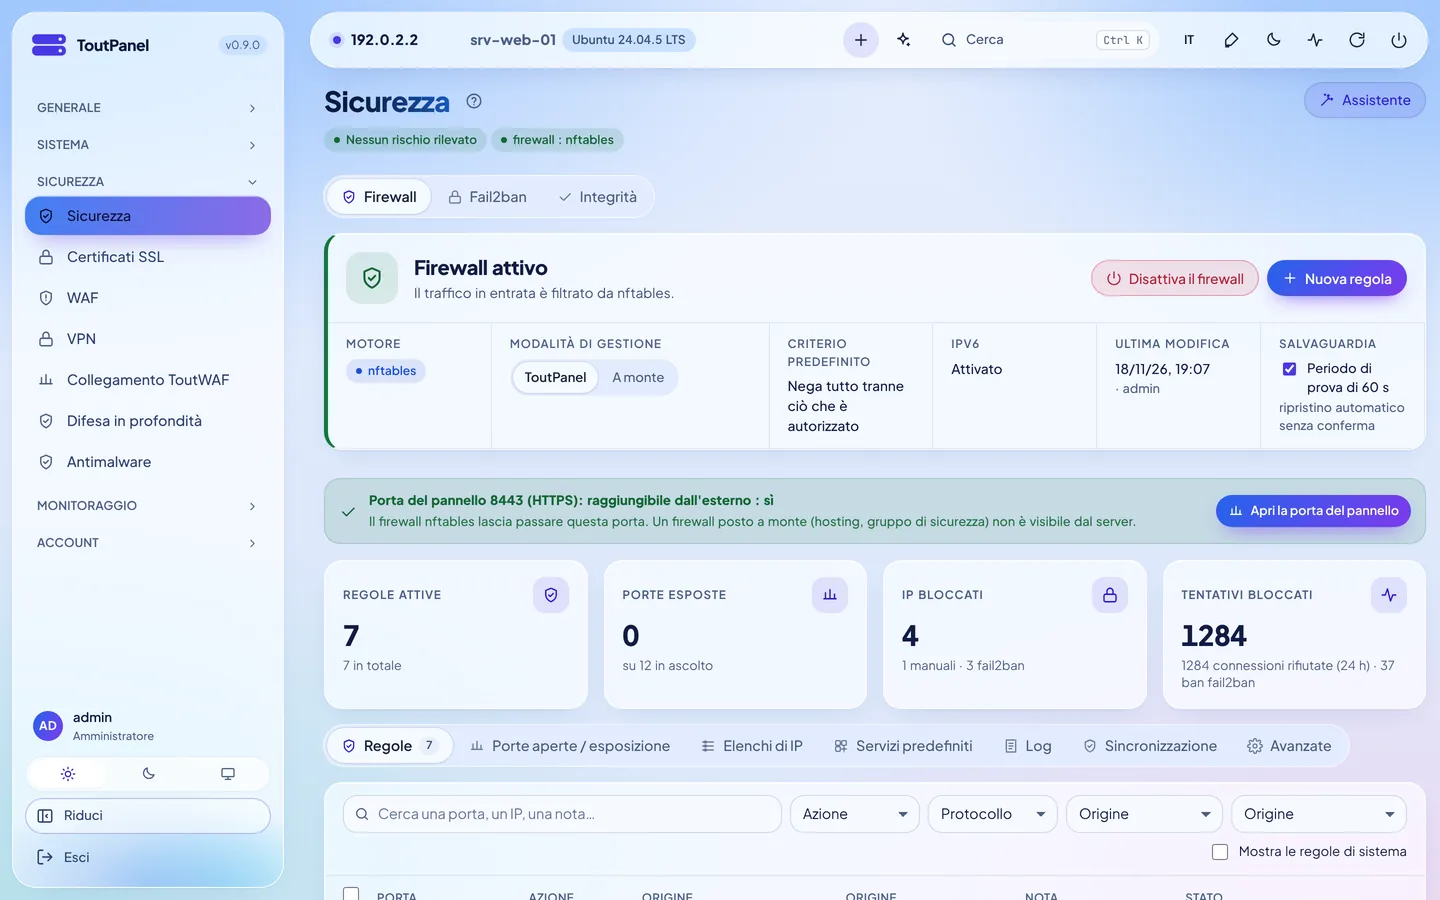 ToutPanel
v0.9.0
GENERALE
SISTEMA
SICUREZZA
Sicurezza
Certificati SSL
WAF
VPN
Collegamento ToutWAF
Difesa in profondità
Antimalware
MONITORAGGIO
ACCOUNT
AD
admin
Amministratore
Riduci
Esci
192.0.2.2
srv-web-01
Ubuntu 24.04.5 LTS
Cerca
Ctrl K
IT
Sicurezza
Assistente
Nessun rischio rilevato
firewall : nftables
Firewall
Fail2ban
Integrità
Firewall attivo
Il traffico in entrata è filtrato da nftables.
Disattiva il firewall
Nuova regola
MOTORE
nftables
MODALITÀ DI GESTIONE
ToutPanel
A monte
CRITERIO
PREDEFINITO
Nega tutto tranne
ciò che è
autorizzato
IPV6
Attivato
ULTIMA MODIFICA
18/11/26, 19:07
· admin
SALVAGUARDIA
Periodo di
prova di 60 s
ripristino automatico
senza conferma
Porta del pannello 8443 (HTTPS): raggiungibile dall'esterno : sì
Il firewall nftables lascia passare questa porta. Un firewall posto a monte (hosting, gruppo di sicurezza) non è visibile dal server.
Apri la porta del pannello
REGOLE ATTIVE
7
7 in totale
PORTE ESPOSTE
0
su 12 in ascolto
IP BLOCCATI
4
1 manuali · 3 fail2ban
TENTATIVI BLOCCATI
1284
1284 connessioni rifiutate (24 h) · 37
ban fail2ban
Regole 7
Porte aperte / esposizione
Elenchi di IP
Servizi predefiniti
Log
Sincronizzazione
Avanzate
Cerca una porta, un IP, una nota...
Azione
Protocollo
Origine
Origine
Mostra le regole di sistema
PORTA
AZIONE
ORIGINE
ORIGINE
NOTA
STATO